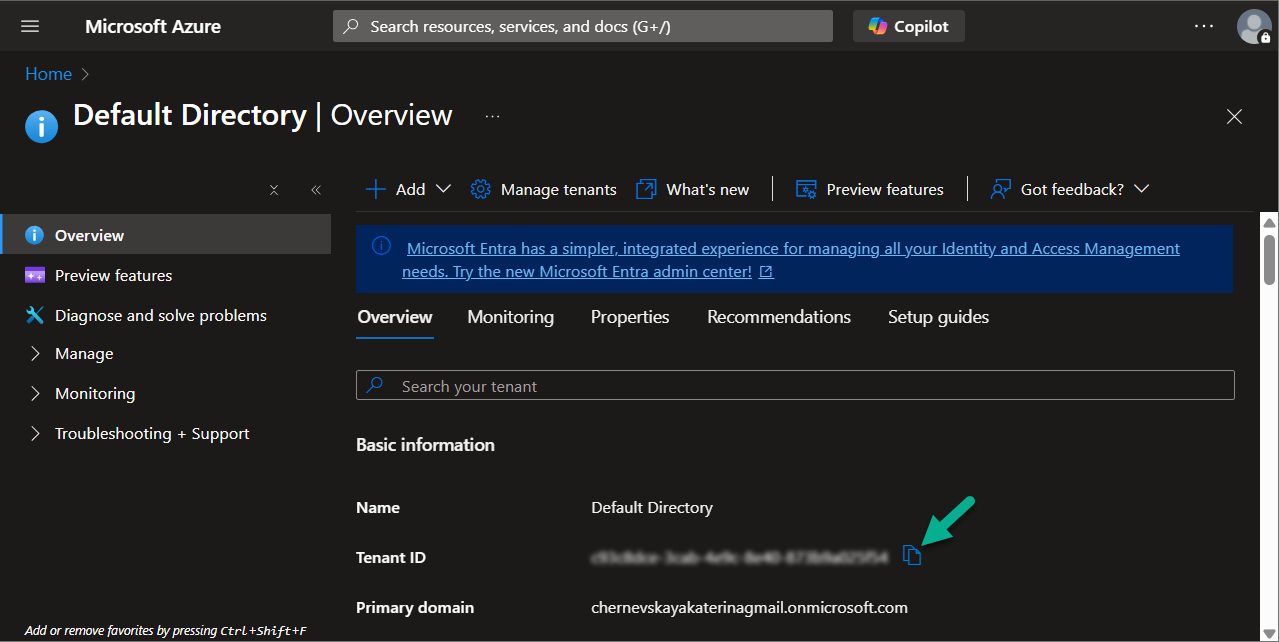 Microsoft Azure
Search resources, services, and docs (G+/)
Copilot
Home
Default Directory | Overview
Add
Manage tenants
What's new
Preview features
Got feedback?
Overview
Preview features
Diagnose and solve problems
Manage
Monitoring
Troubleshooting + Support
Add or remove favorites by pressing Ctrl+Shift+F
Microsoft Entra has a simpler, integrated experience for managing all your Identity and Access Management
needs. Try the new Microsoft Entra admin center!
Overview
Monitoring
Properties
Recommendations
Setup guides
Search your tenant
Basic information
Name
Default Directory
Tenant ID
Primary domain
chernevskayakaterinagmail.onmicrosoft.com